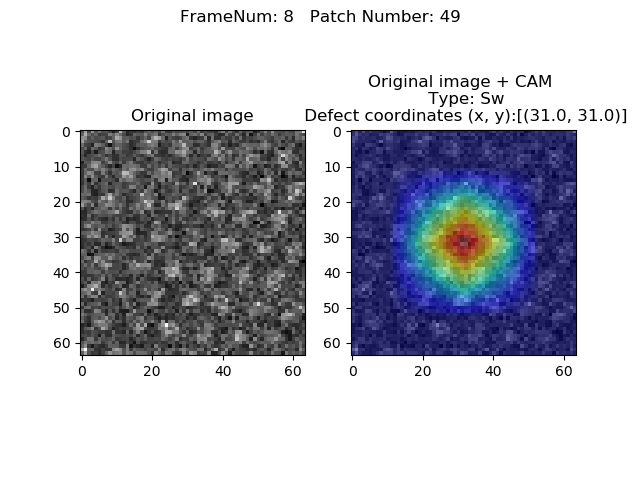 FrameNum: 8   Patch Number: 49
Original image
Original image + CAM
Type: Sw
Defect coordinates (x, y):[(31.0, 31.0)]
0
10
20
30
40
50
60
0 20 40 60
0
10
20
30
40
50
60
0 20 40 60